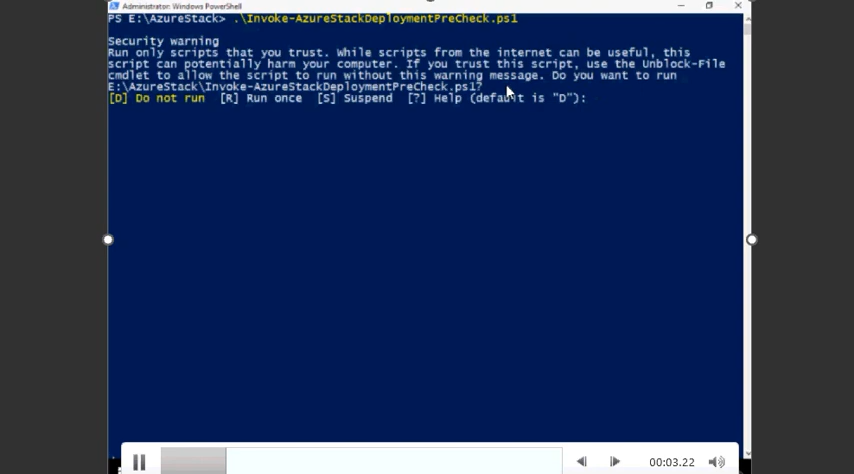 Administrator: Windows PowerShell
PS E:\AzureStack> .\Invoke-AzureStackDeploymentPreCheck.ps1
Security warning
Run only scripts that you trust. While scripts from the internet can be useful, this
script can potentially harm your computer. If you trust this script, use the Unblock-File
cmdlet to allow the script to run without this warning message. Do you want to run
E:\AzureStack\Invoke-AzureStackDeploymentPreCheck.ps1?
[D] Do not run  [R] Run once  [S] Suspend  [?] Help (default is "D"):
00:03.22